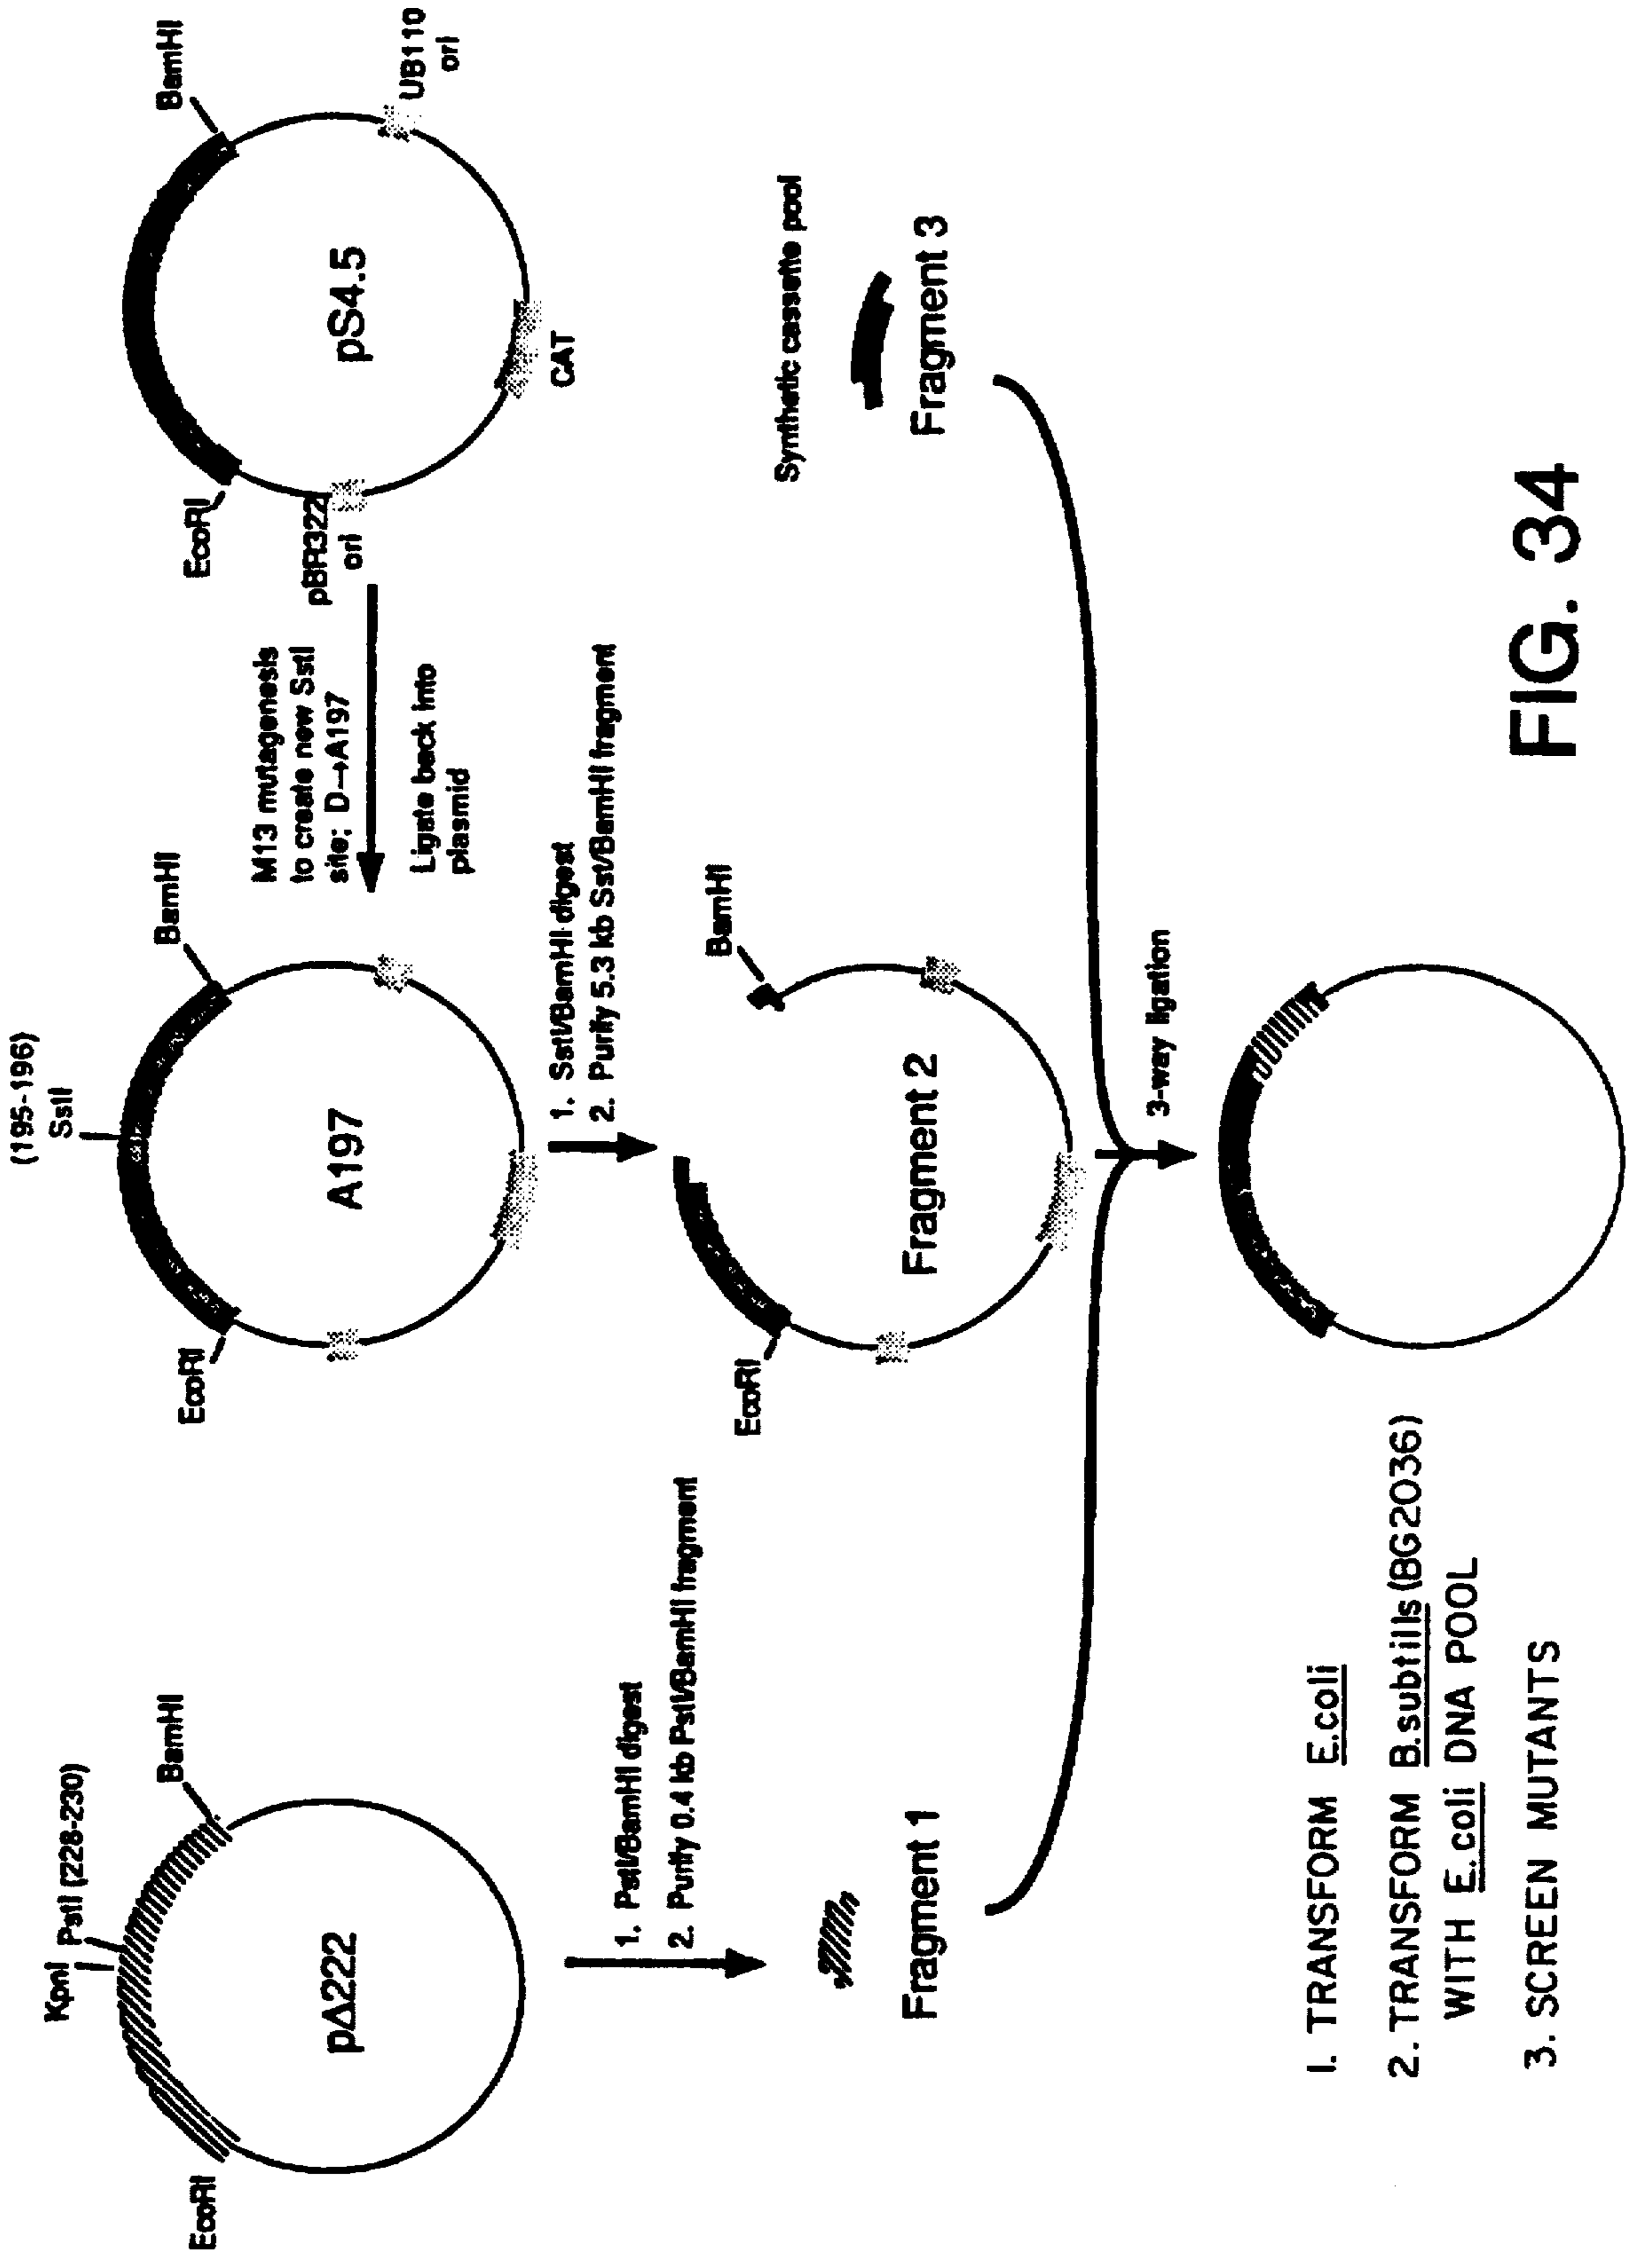 EcoRI
KpnI
PstI (228-230)
BamHI
pΔ222
1. PstI/BamHI digest
2. Purify 0.4 kb PstI/BamHI fragment
Fragment 1
(195-196)
SstI
EcoRI
BamHI
A197
M13 mutagenesis
to create new SstI
site; D→A197
Ligate back into
plasmid
EcoRI
BamHI
pBR322
ori
pS4.5
UB110
ori
CAT
1. SstI/BamHI digest
2. Purify 5.3 kb Sst/BamHI fragment
EcoRI
BamHI
Fragment 2
Synthetic cassette pool
Fragment 3
3-way ligation
1. TRANSFORM E.coli
2. TRANSFORM B.subtilis (BG2036)
WITH E.coli DNA POOL
3. SCREEN MUTANTS
FIG. 34